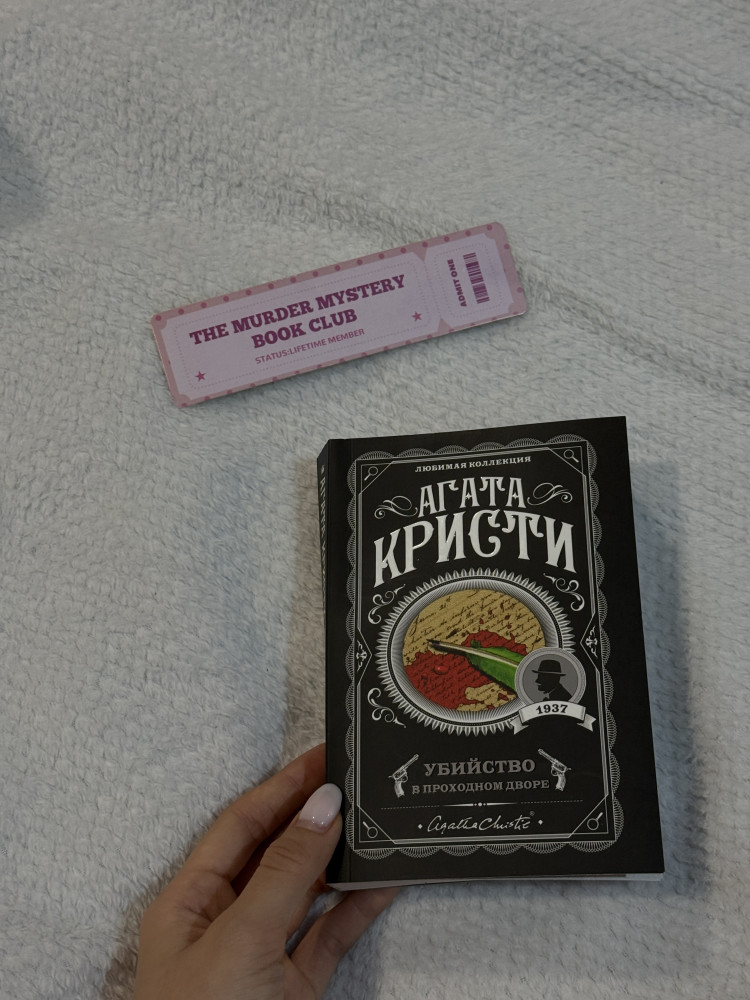 THE MURDER MYSTERY
BOOK CLUB
STATUS:LIFETIME MEMBER
ADMIT ONE
ЛЮБИМАЯ КОЛЛЕКЦИЯ
АГАТА
КРИСТИ
1937
УБИЙСТВО
В ПРОХОДНОМ ДВОРЕ
Agatha Christie®